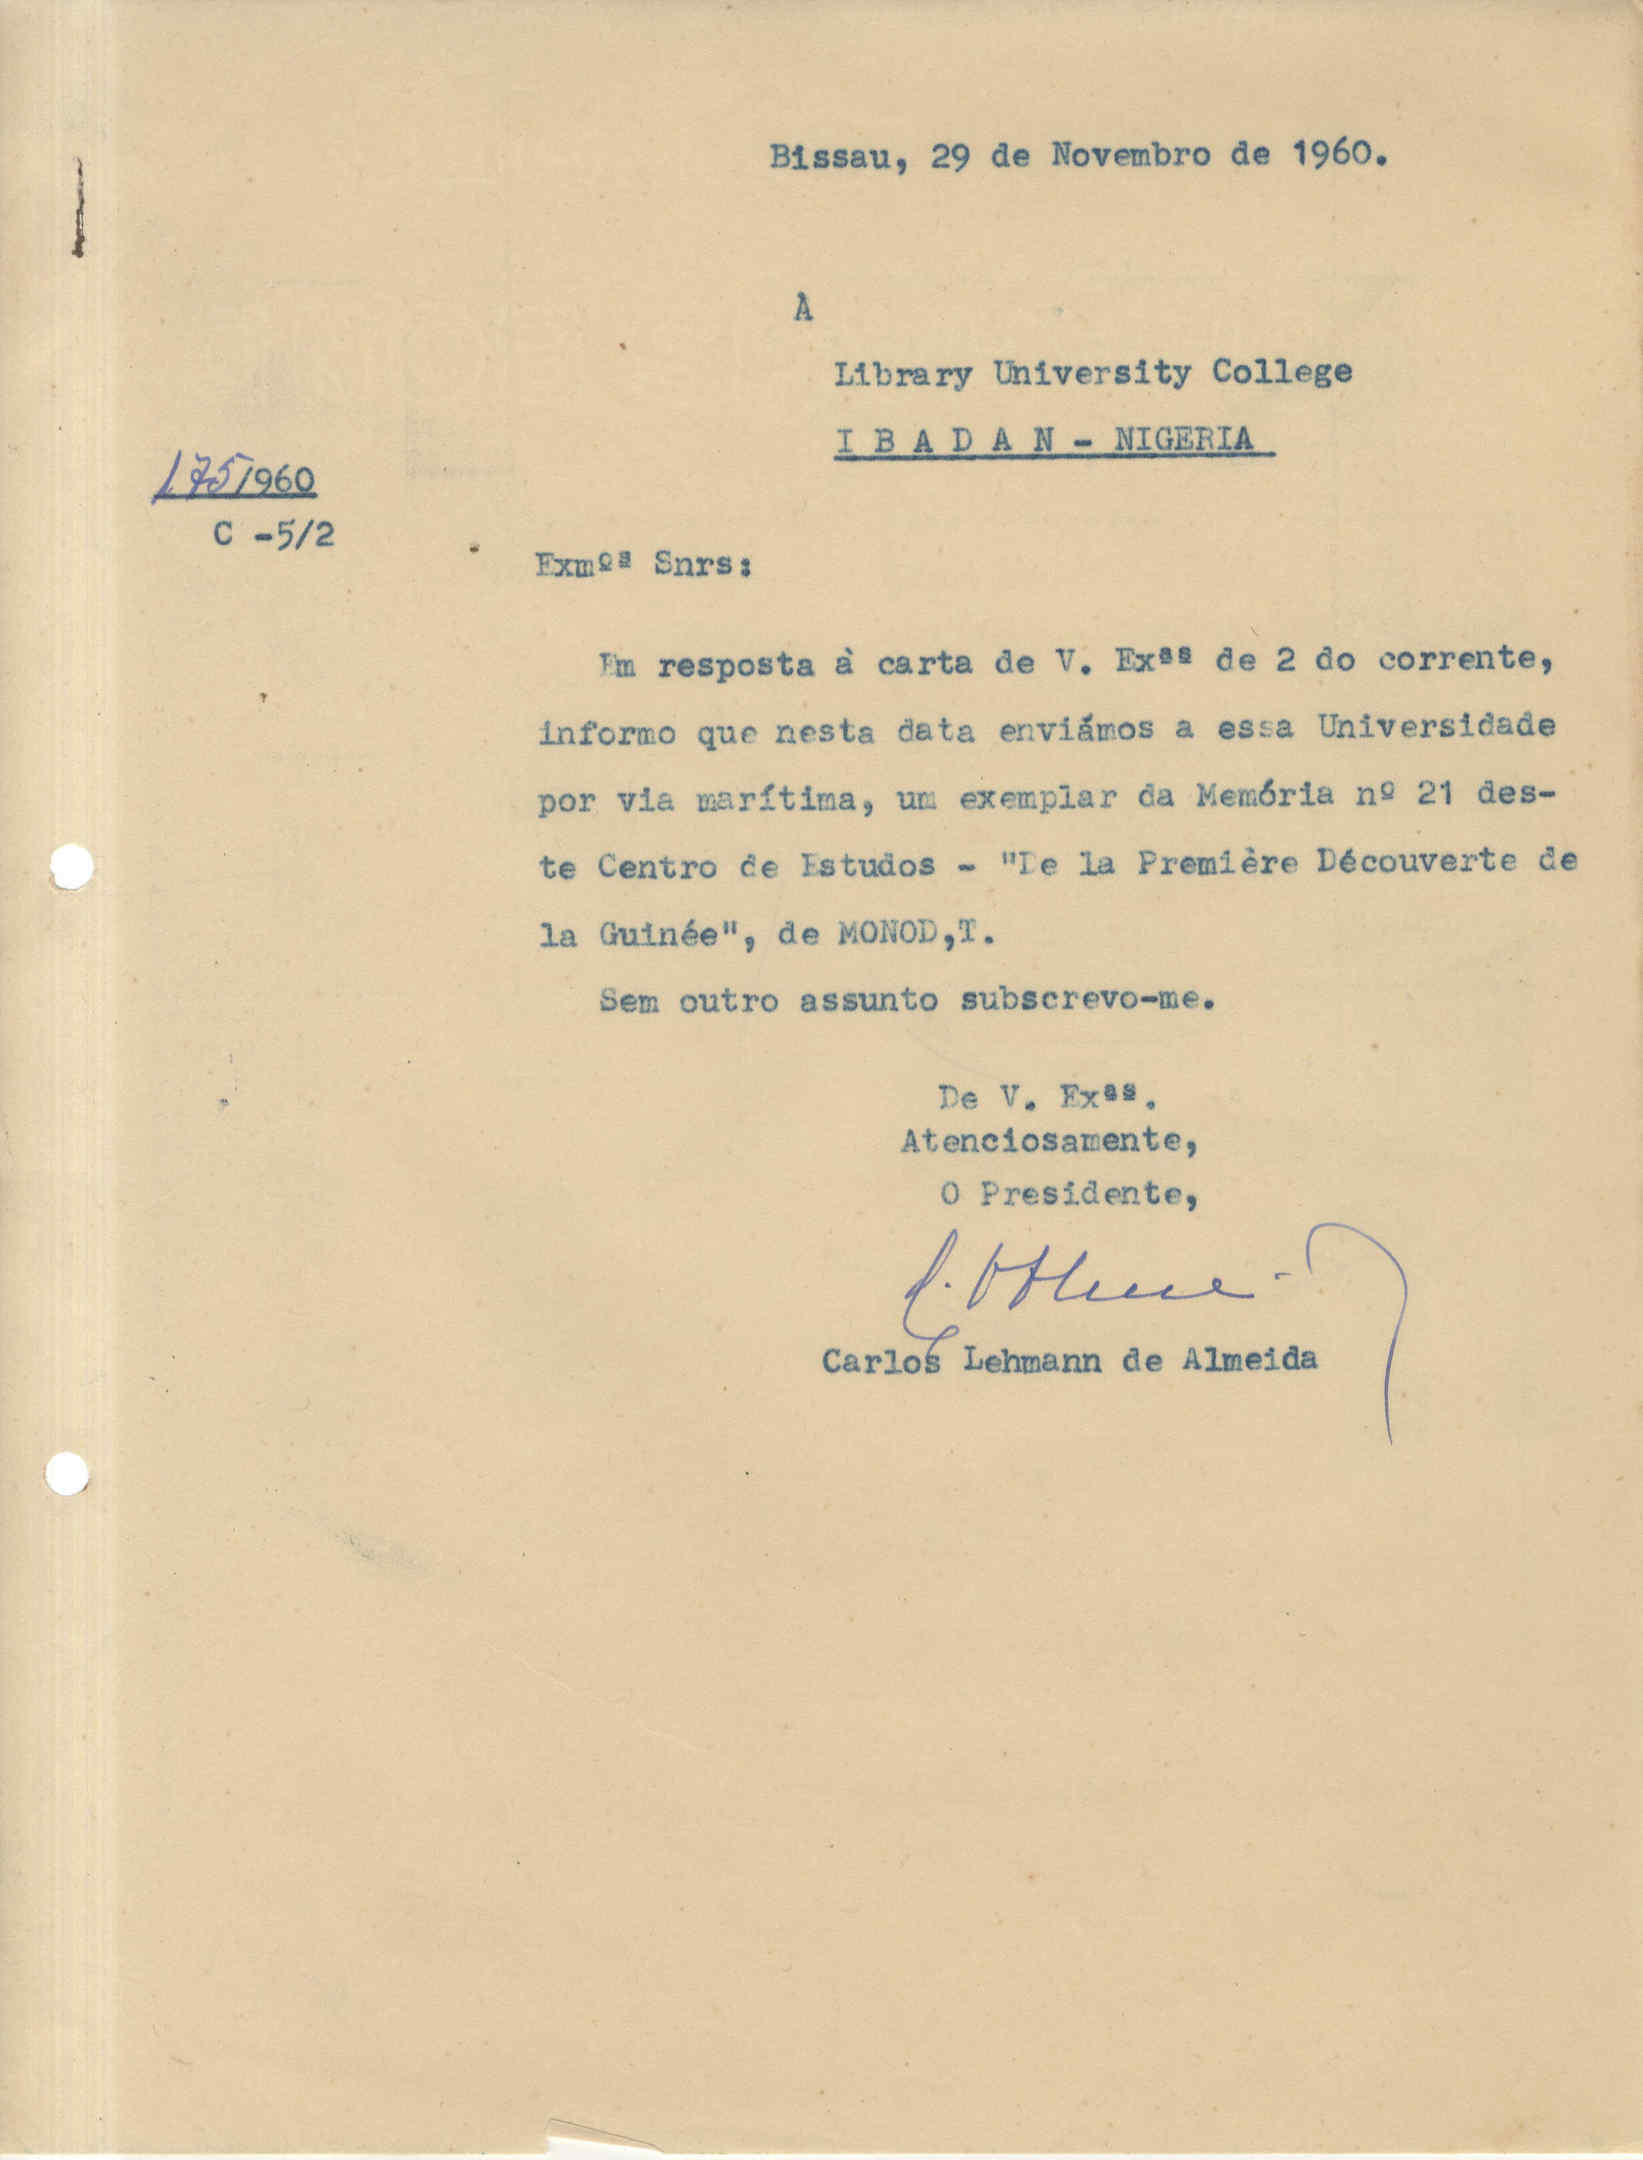 Bissau, 29 de Novembro de 1960.
À
Library University College
I B A D A N - NIGERIA
175/960
C -5/2
Exmºs Snrs:
Em resposta à carta de V. Exªs de 2 do corrente,
informo que nesta data enviámos a essa Universidade
por via marítima, um exemplar da Memória nº 21 des-
te Centro de Estudos - "De la Première Découverte de
la Guinée", de MONOD,T.
Sem outro assunto subscrevo-me.
De V. Exªs.
Atenciosamente,
O Presidente,
Carlos Lehmann de Almeida